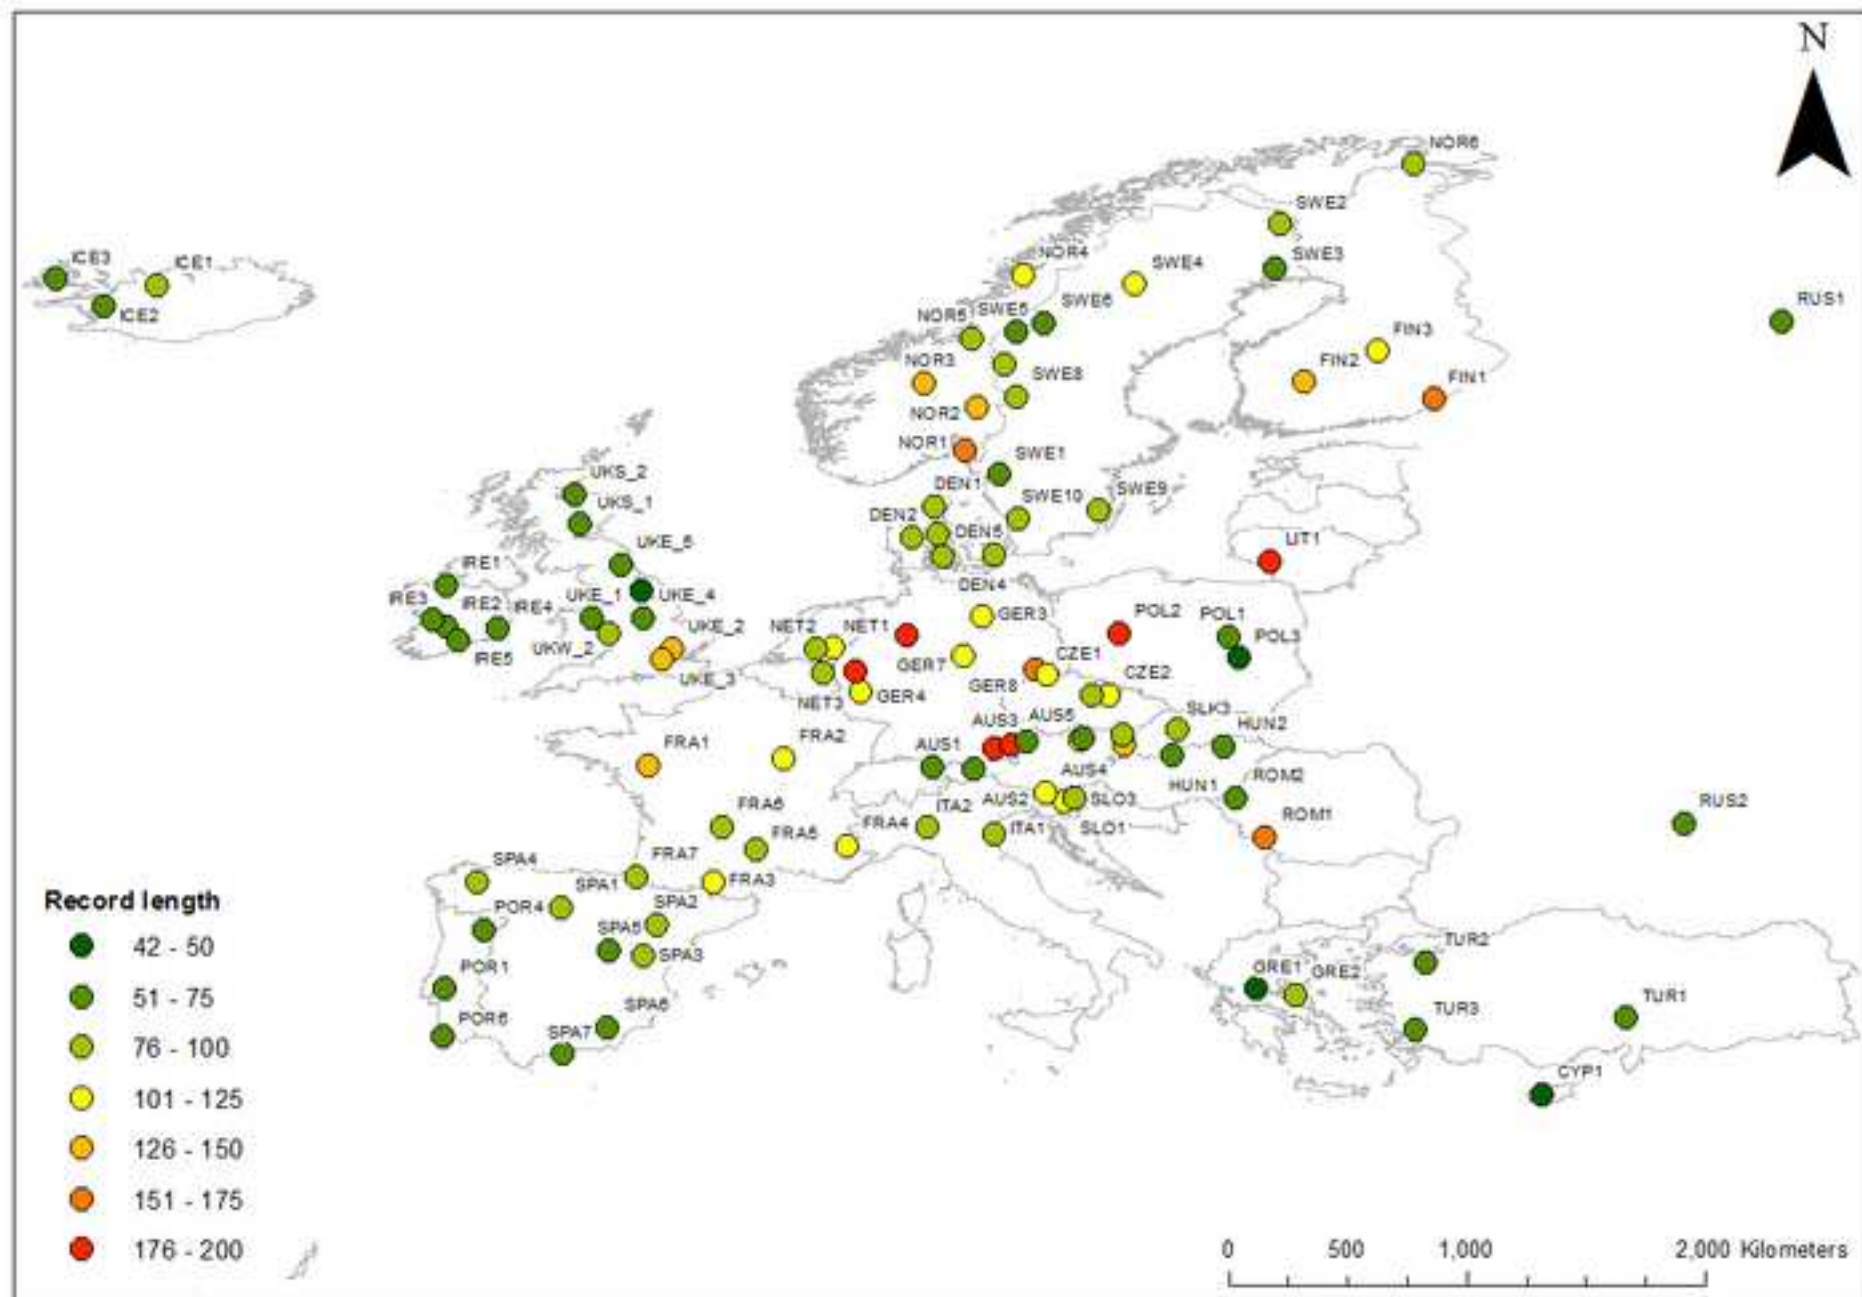 N
NOR6
SWE2
ICE3
ICE1
NOR4
SWE4
SWE3
ICE2
RUS1
NOR5
SWE5
SWE6
FIN3
NOR3
FIN2
SWE8
FIN1
NOR2
NOR1
SWE1
UKS_2
DEN1
UKS_1
SWE10
SWE9
DEN2
DEN5
UKE_5
LIT1
IRE1
DEN4
IRE3
IRE2
IRE4
UKE_1
UKE_4
GER3
POL2
POL1
UKE_2
NET2
NET1
POL3
UKW_2
IRE5
GER7
CZE1
UKE_3
GER8
CZE2
NET3
GER4
SLK3
AUS3
AUS5
HUN2
FRA1
FRA2
AUS1
AUS4
HUN1
ROM2
FRA6
ITA2
AUS2
SLO3
RUS2
FRA5
FRA4
ITA1
SLO1
ROM1
SPA4
FRA7
SPA1
FRA3
Record length
POR4
SPA2
SPA5
42 - 50
SPA3
TUR2
POR1
GRE1
GRE2
51 - 75
SPA6
TUR3
TUR1
POR5
SPA7
76 - 100
CYP1
101 - 125
126 - 150
151 - 175
176 - 200
0 500 1,000 2,000 Kilometers